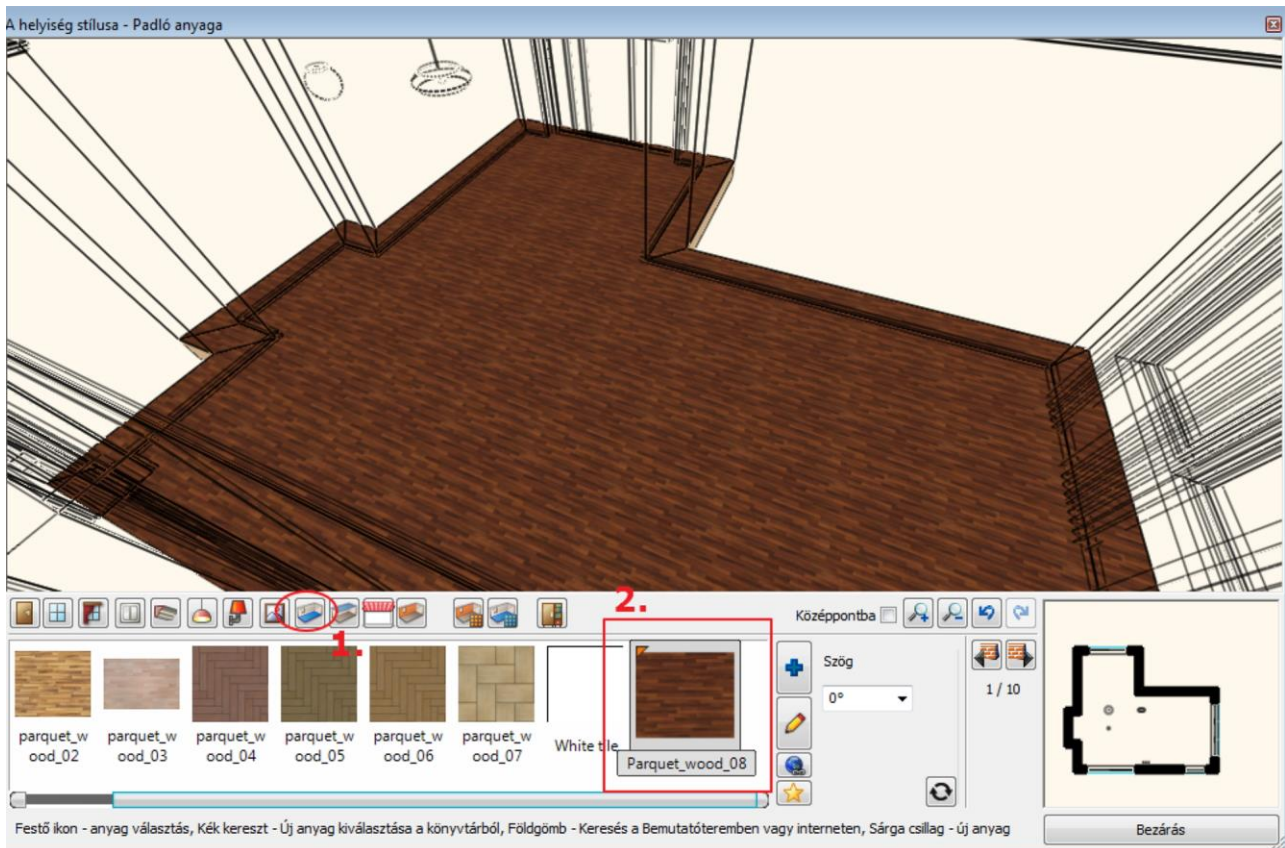 A helyiség stílusa - Padló anyaga
2.
1.
Középpontba
parquet_w
ood_02
parquet_w
ood_03
parquet_w
ood_04
parquet_w
ood_05
parquet_w
ood_06
parquet_w
ood_07
White tile
Parquet_wood_08
Szög
0°
1 / 10
Festő ikon - anyag választás, Kék kereszt - Új anyag kiválasztása a könyvtárból, Földgömb - Keresés a Bemutatóteremben vagy interneten, Sárga csillag - új anyag
Bezárás